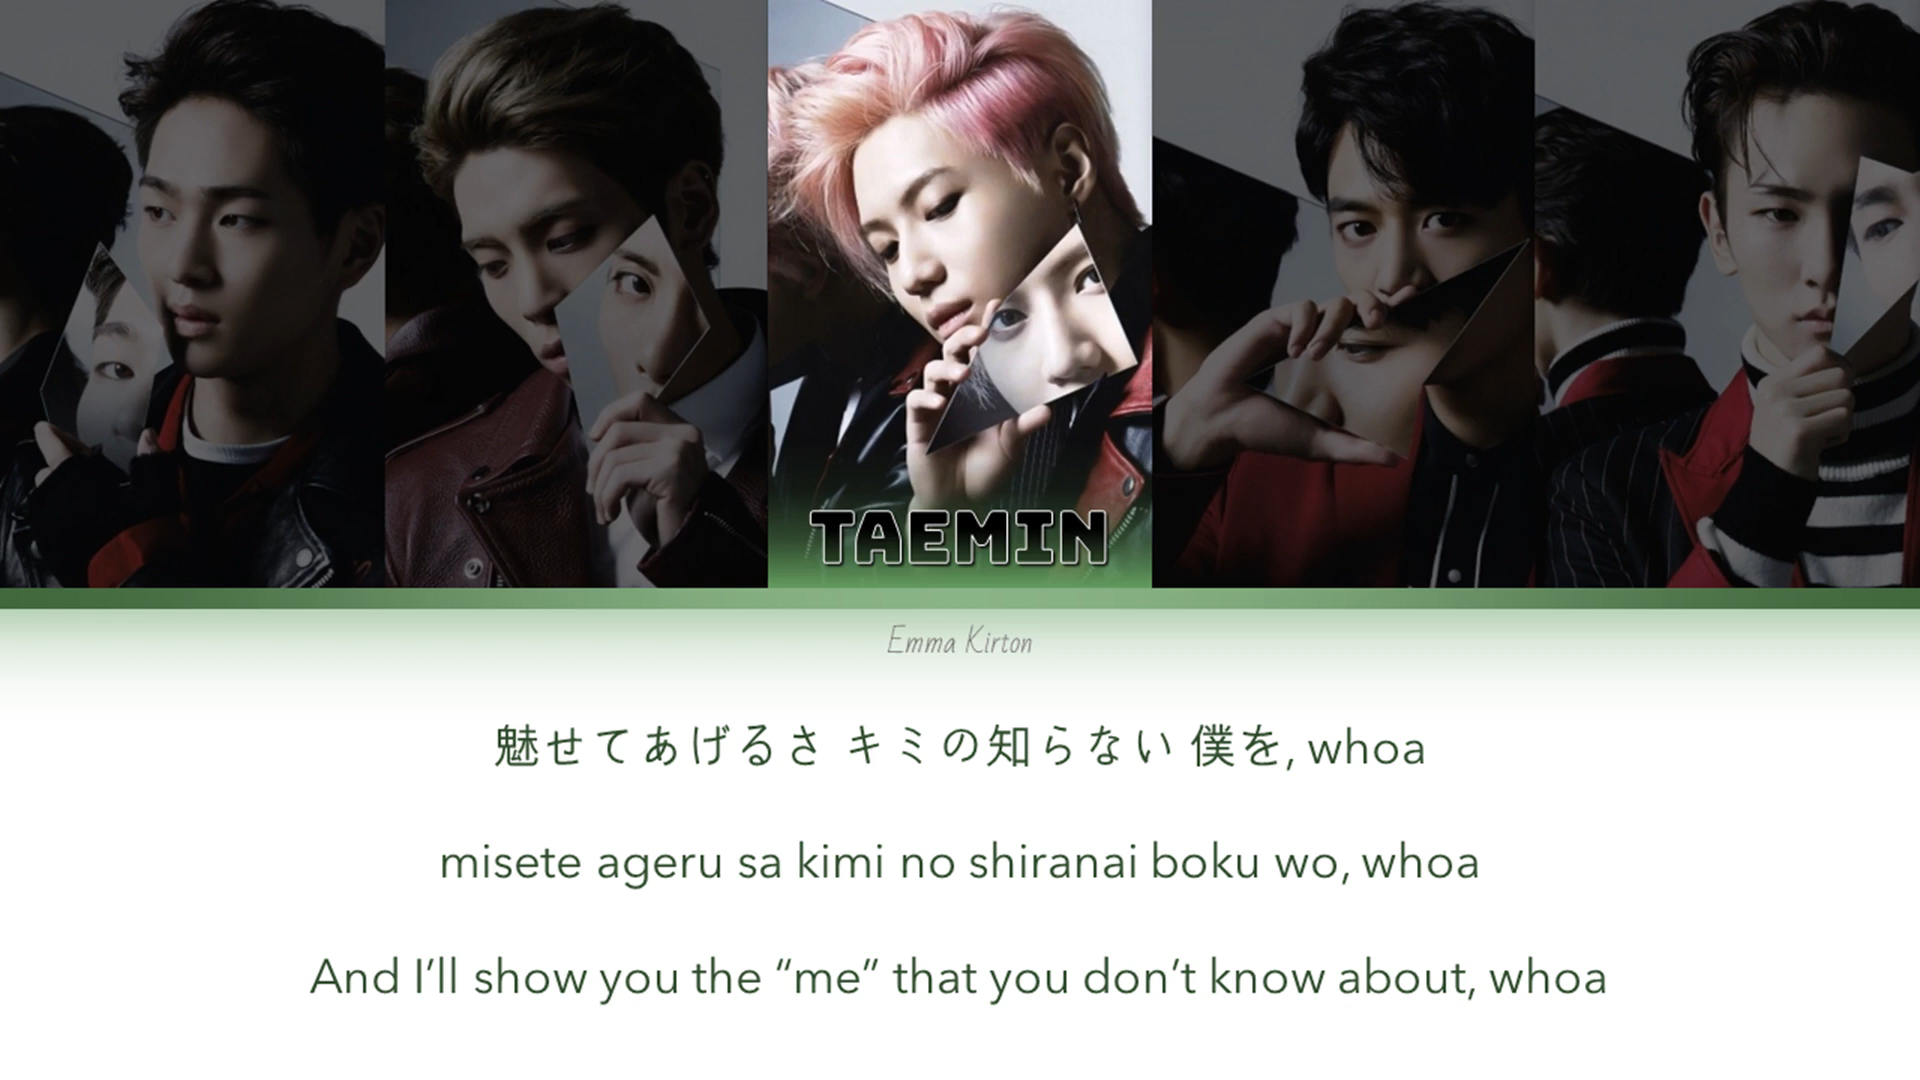 TAEMIN
Emma Kirton
魅せてあげるさ キミの知らない 僕を, whoa
misete ageru sa kimi no shiranai boku wo, whoa
And I’ll show you the “me” that you don’t know about, whoa